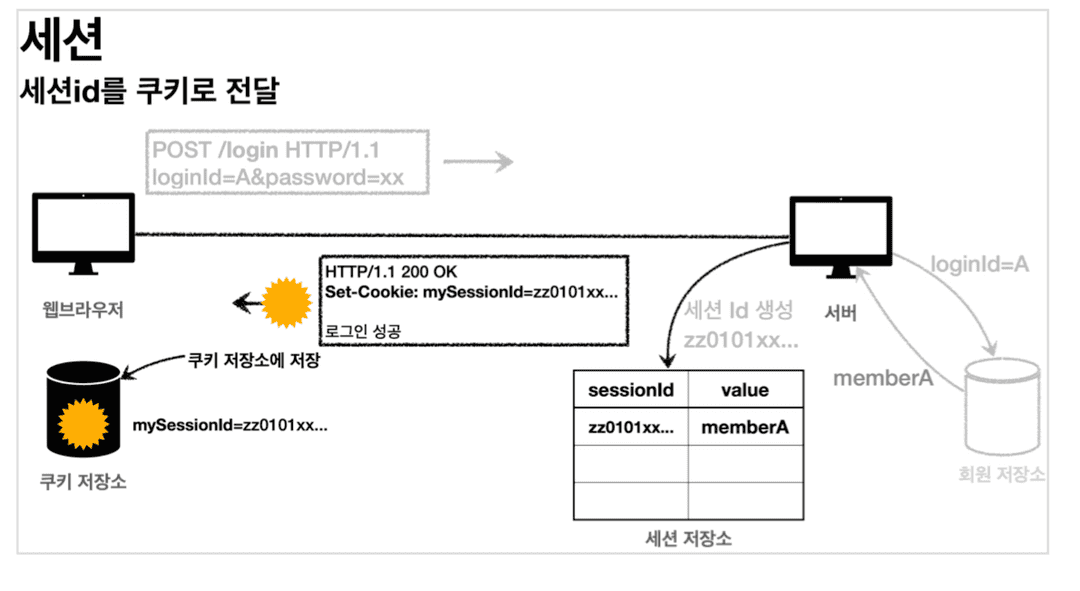 세션
세션id를 쿠키로 전달
POST /login HTTP/1.1
loginId=A&password=xx
웹브라우저
HTTP/1.1 200 OK
Set-Cookie: mySessionId=zz0101xx...
로그인 성공
서버
loginId=A
세션 Id 생성
zz0101xx...
memberA
회원 저장소
쿠키 저장소에 저장
mySessionId=zz0101xx...
쿠키 저장소
sessionId value
zz0101xx... memberA
세션 저장소